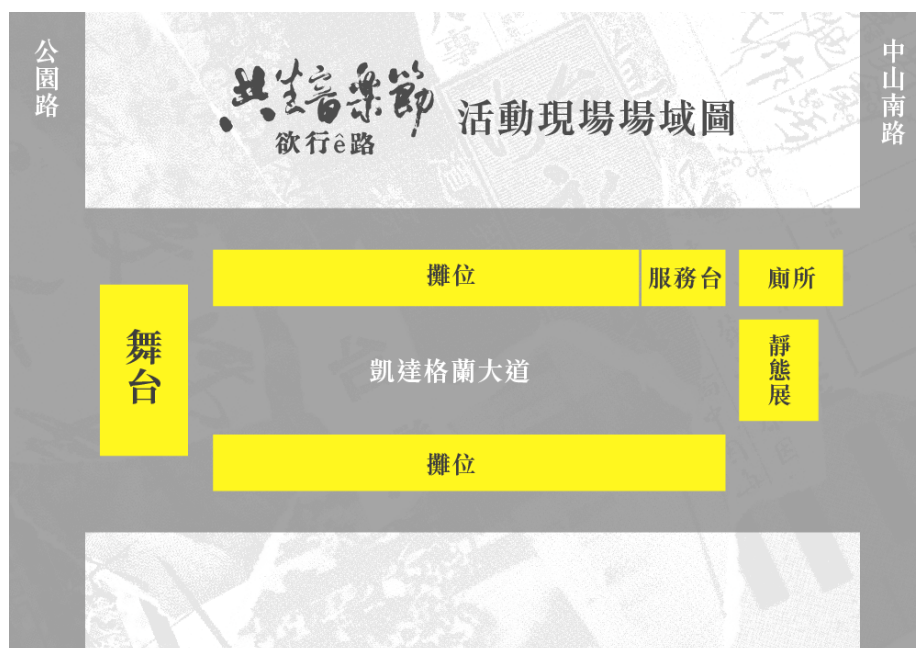 公園路
共生音樂節
欲行ê路
活動現場場域圖
中山南路
攤位
服務台
廁所
舞台
凱達格蘭大道
靜態展
攤位